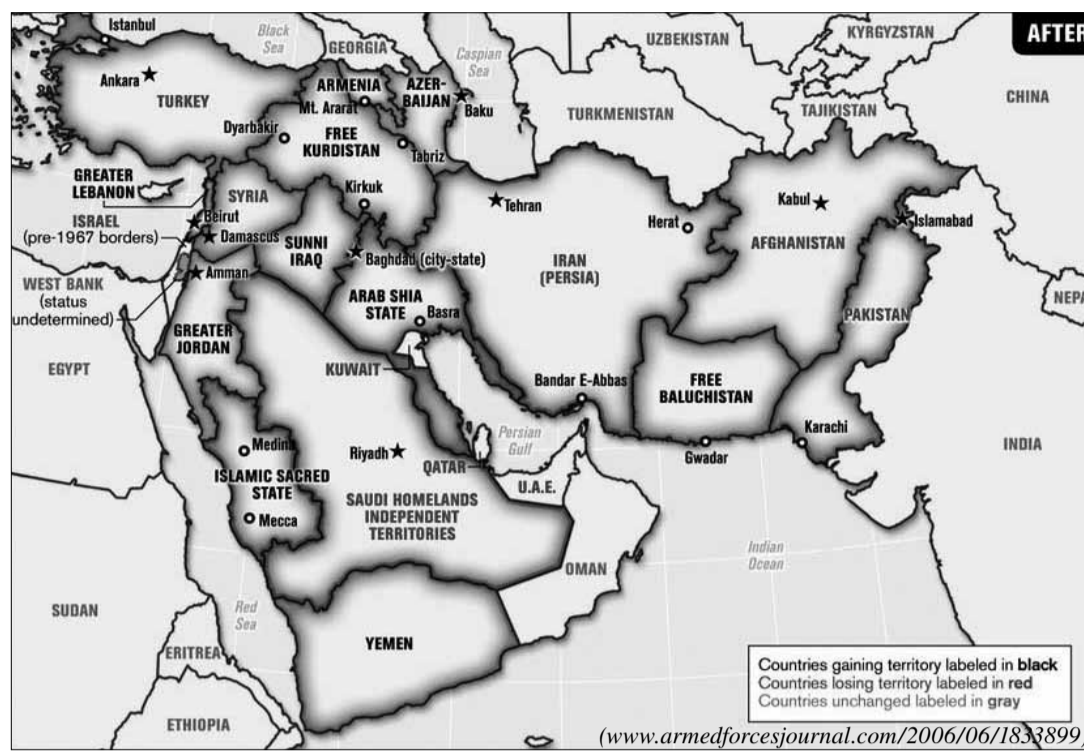 AFTER
Istanbul
Black
Sea
GEORGIA
Caspian
Sea
UZBEKISTAN
KYRGYZSTAN
Ankara
TURKEY
ARMENIA
Mt. Ararat
AZER-
BAIJAN
Baku
TURKMENISTAN
TAJIKISTAN
CHINA
Dyarbakir
FREE
KURDISTAN
Tabriz
GREATER
LEBANON
SYRIA
Kirkuk
Tehran
Herat
Kabul
Islamabad
ISRAEL
(pre-1967 borders)
Beirut
Damascus
SUNNI
IRAQ
Baghdad (city-state)
IRAN
(PERSIA)
AFGHANISTAN
WEST BANK
(status
undetermined)
Amman
ARAB SHIA
STATE
Basra
PAKISTAN
NEPA
GREATER
JORDAN
EGYPT
KUWAIT
Bandar E-Abbas
FREE
BALUCHISTAN
Medina
Riyadh
Persian
Gulf
Gwadar
Karachi
INDIA
ISLAMIC SACRED
STATE
QATAR
U.A.E.
Mecca
SAUDI HOMELANDS
INDEPENDENT
TERRITORIES
OMAN
Indian
Ocean
SUDAN
Red
Sea
YEMEN
ERITREA
ETHIOPIA
Countries gaining territory labeled in black
Countries losing territory labeled in red
Countries unchanged labeled in gray
(www.armedforcesjournal.com/2006/06/1833899)